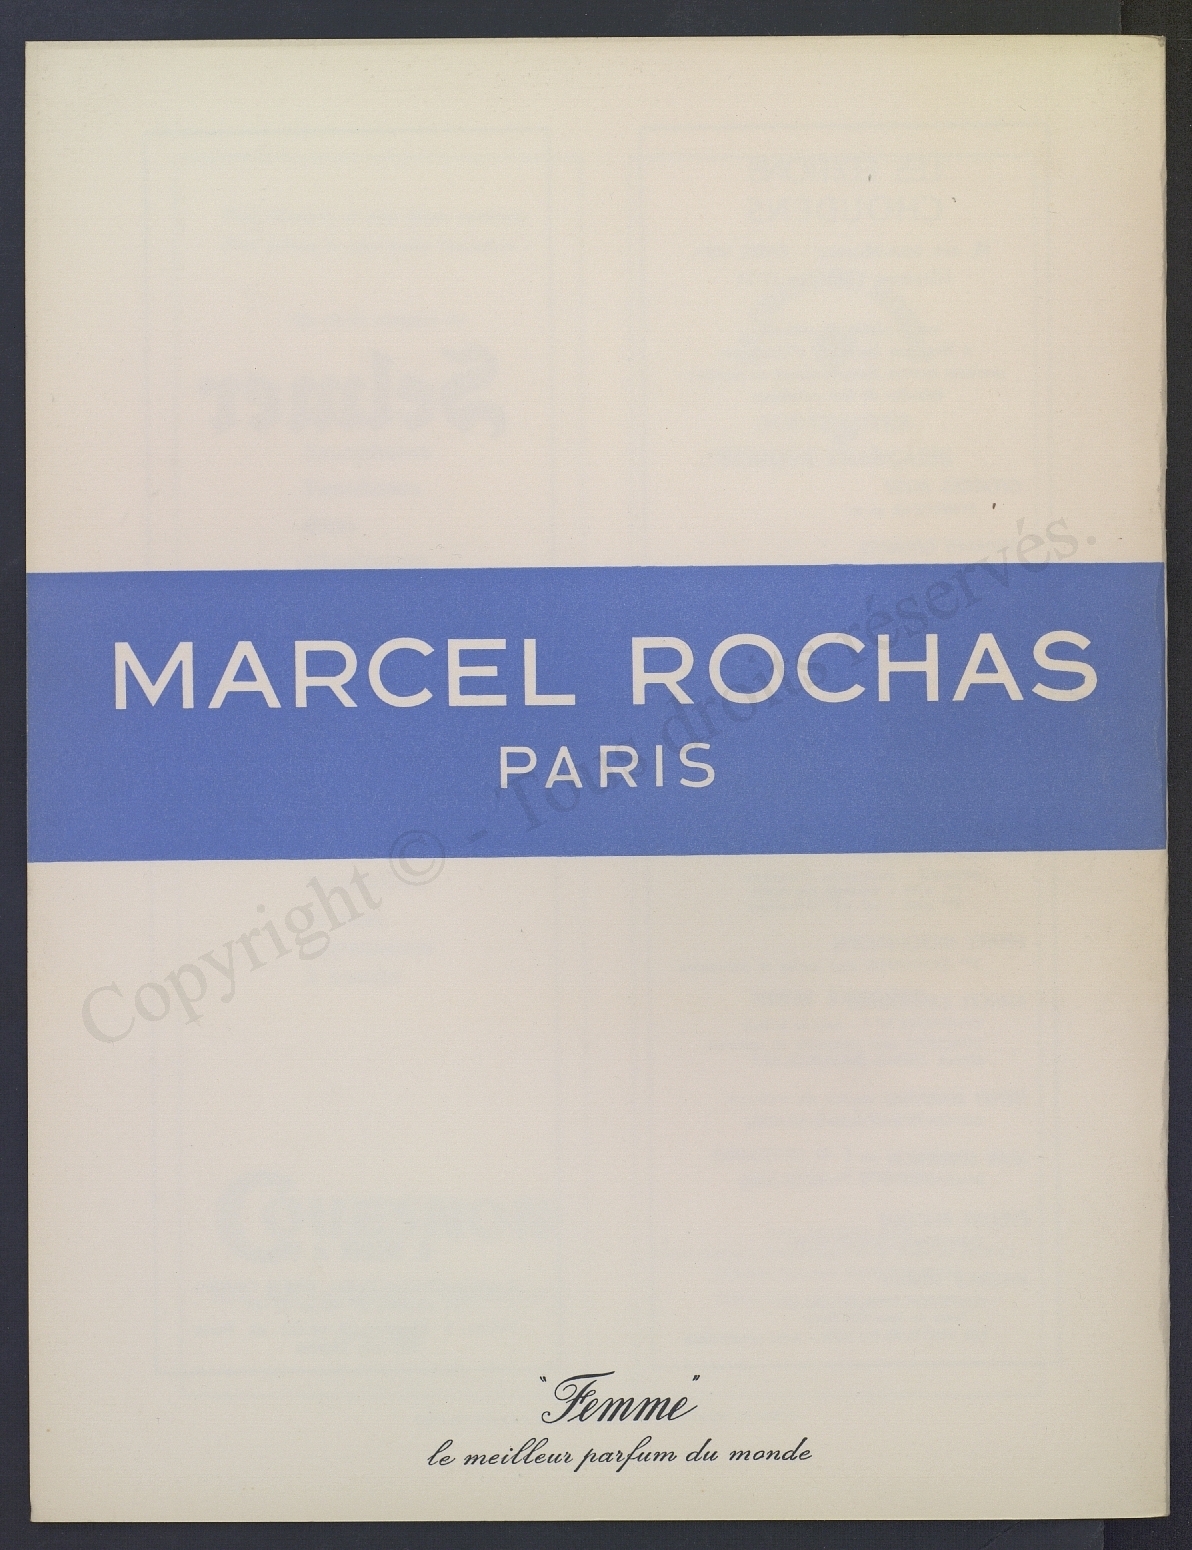 MARCEL ROCHAS
PARIS
Copyright © - Tous droits réservés.
"Femme"
le meilleur parfum du monde